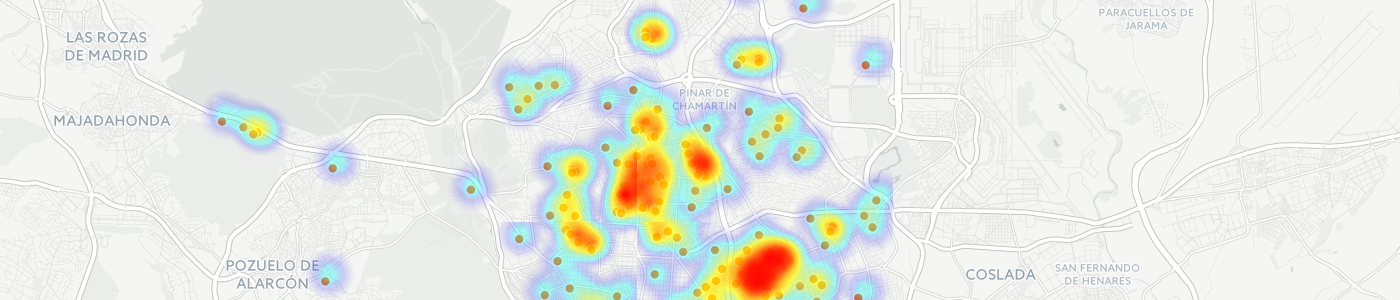 LAS ROZAS
DE MADRID
MAJADAHONDA
POZUELO DE
ALARCÓN
PINAR DE
CHAMARTÍN
PARACUELLOS DE
JARAMA
COSLADA
SAN FERNANDO
DE HENARES